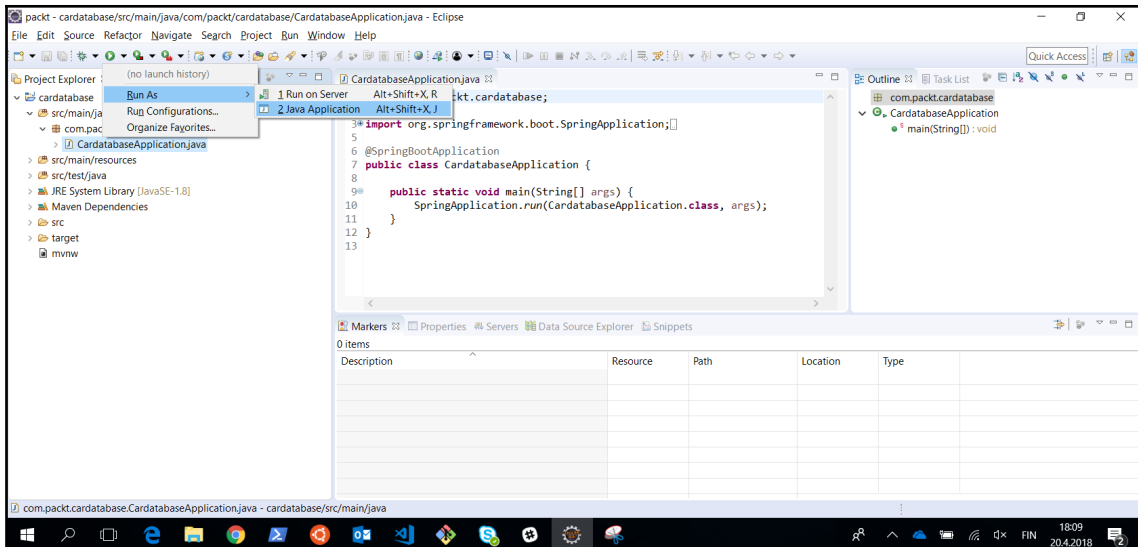 packt - cardatabase/src/main/java/com/packt/cardatabase/CardatabaseApplication.java - Eclipse
File Edit Source Refactor Navigate Search Project Run Window Help
Quick Access
Project Explorer
(no launch history)
Run As
Run Configurations...
Organize Favorites...
1 Run on Server Alt+Shift+X, R
2 Java Application Alt+Shift+X, J
cardatabase
src/main/ja
com.pac
CardatabaseApplication.java
src/main/resources
src/test/java
JRE System Library [JavaSE-1.8]
Maven Dependencies
src
target
mvnw
CardatabaseApplication.java
ckt.cardatabase;
3 import org.springframework.boot.SpringApplication;
5
6 @SpringBootApplication
7 public class CardatabaseApplication {
8
9 public static void main(String[] args) {
10 SpringApplication.run(CardatabaseApplication.class, args);
11 }
12 }
13
Outline Task List
com.packt.cardatabase
CardatabaseApplication
main(String[]) : void
Markers Properties Servers Data Source Explorer Snippets
0 items
Description Resource Path Location Type
com.packt.cardatabase.CardatabaseApplication.java - cardatabase/src/main/java
FIN 18:09
20.4.2018 2